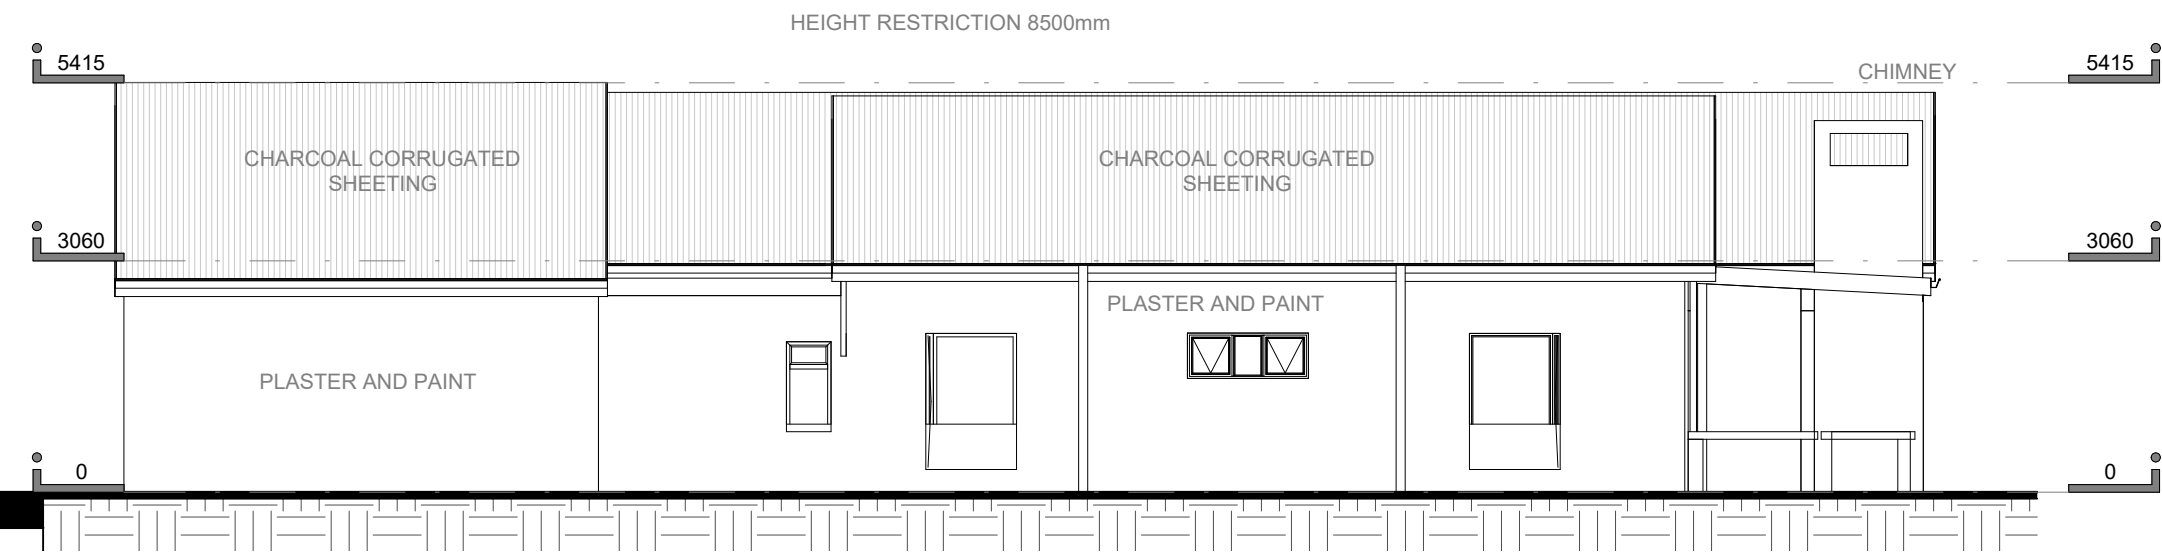 HEIGHT RESTRICTION 8500mm
5415
5415
CHIMNEY
CHARCOAL CORRUGATED
SHEETING
CHARCOAL CORRUGATED
SHEETING
3060
3060
PLASTER AND PAINT
PLASTER AND PAINT
0
0